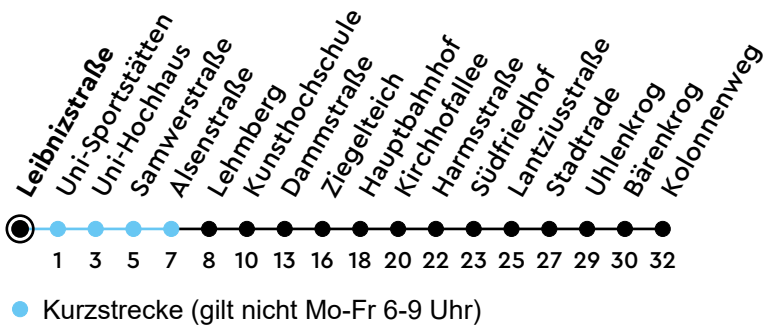 Leibnizstraße
Uni-Sportstätten
Uni-Hochhaus
Samwerstraße
Alsenstraße
Lehmberg
Kunsthochschule
Dammstraße
Ziegelteich
Hauptbahnhof
Kirchhofallee
Harmsstraße
Südfriedhof
Lantziusstraße
Stadtrade
Uhlenkrog
Bärenkrog
Kolonnenweg
1 3 5 7 8 10 13 16 18 20 22 23 25 27 29 30 32
Kurzstrecke (gilt nicht Mo-Fr 6-9 Uhr)